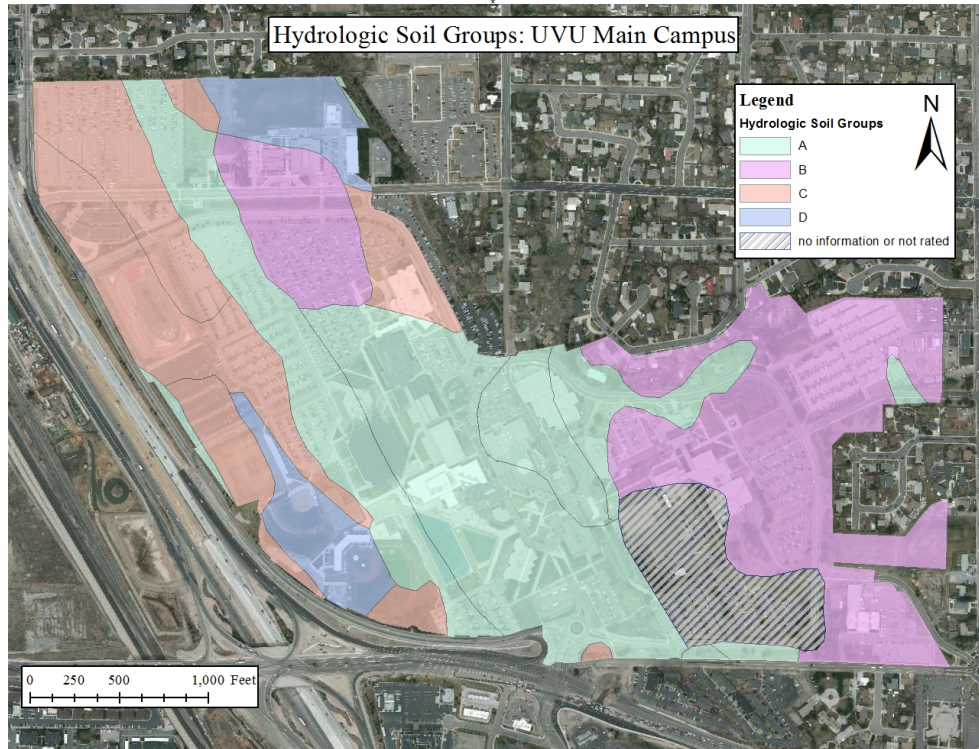 Hydrologic Soil Groups: UVU Main Campus
Legend
N
Hydrologic Soil Groups
A
B
C
D
no information or not rated
0 250 500 1,000 Feet